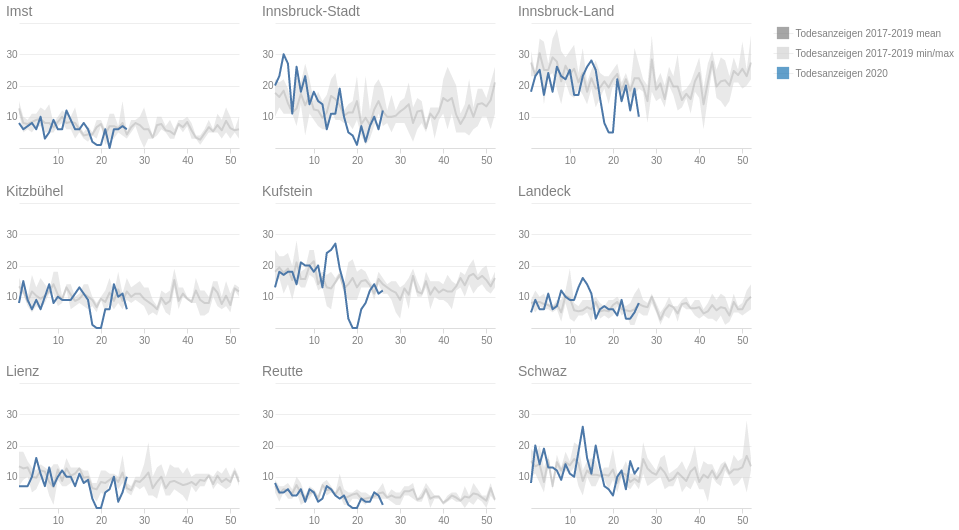 Imst
Innsbruck-Stadt
Innsbruck-Land
Todesanzeigen 2017-2019 mean
Todesanzeigen 2017-2019 min/max
Todesanzeigen 2020
30 30 30
20 20 20
10 10 10
10 20 30 40 50 10 20 30 40 50 10 20 30 40 50
Kitzbühel
Kufstein
Landeck
30 30 30
20 20 20
10 10 10
10 20 30 40 50 10 20 30 40 50 10 20 30 40 50
Lienz
Reutte
Schwaz
30 30 30
20 20 20
10 10 10
10 20 30 40 50 10 20 30 40 50 10 20 30 40 50